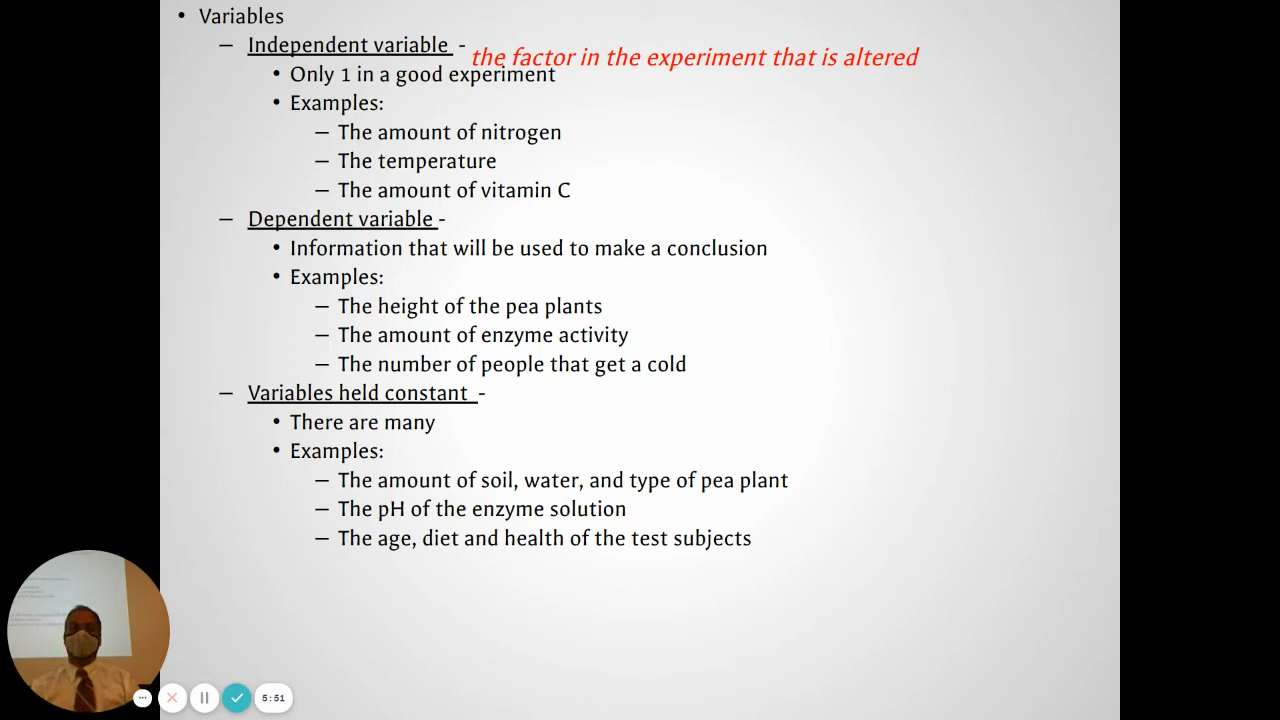 • Variables
– Independent variable - the factor in the experiment that is altered
• Only 1 in a good experiment
• Examples:
– The amount of nitrogen
– The temperature
– The amount of vitamin C
– Dependent variable -
• Information that will be used to make a conclusion
• Examples:
– The height of the pea plants
– The amount of enzyme activity
– The number of people that get a cold
– Variables held constant -
• There are many
• Examples:
– The amount of soil, water, and type of pea plant
– The pH of the enzyme solution
– The age, diet and health of the test subjects
5:51